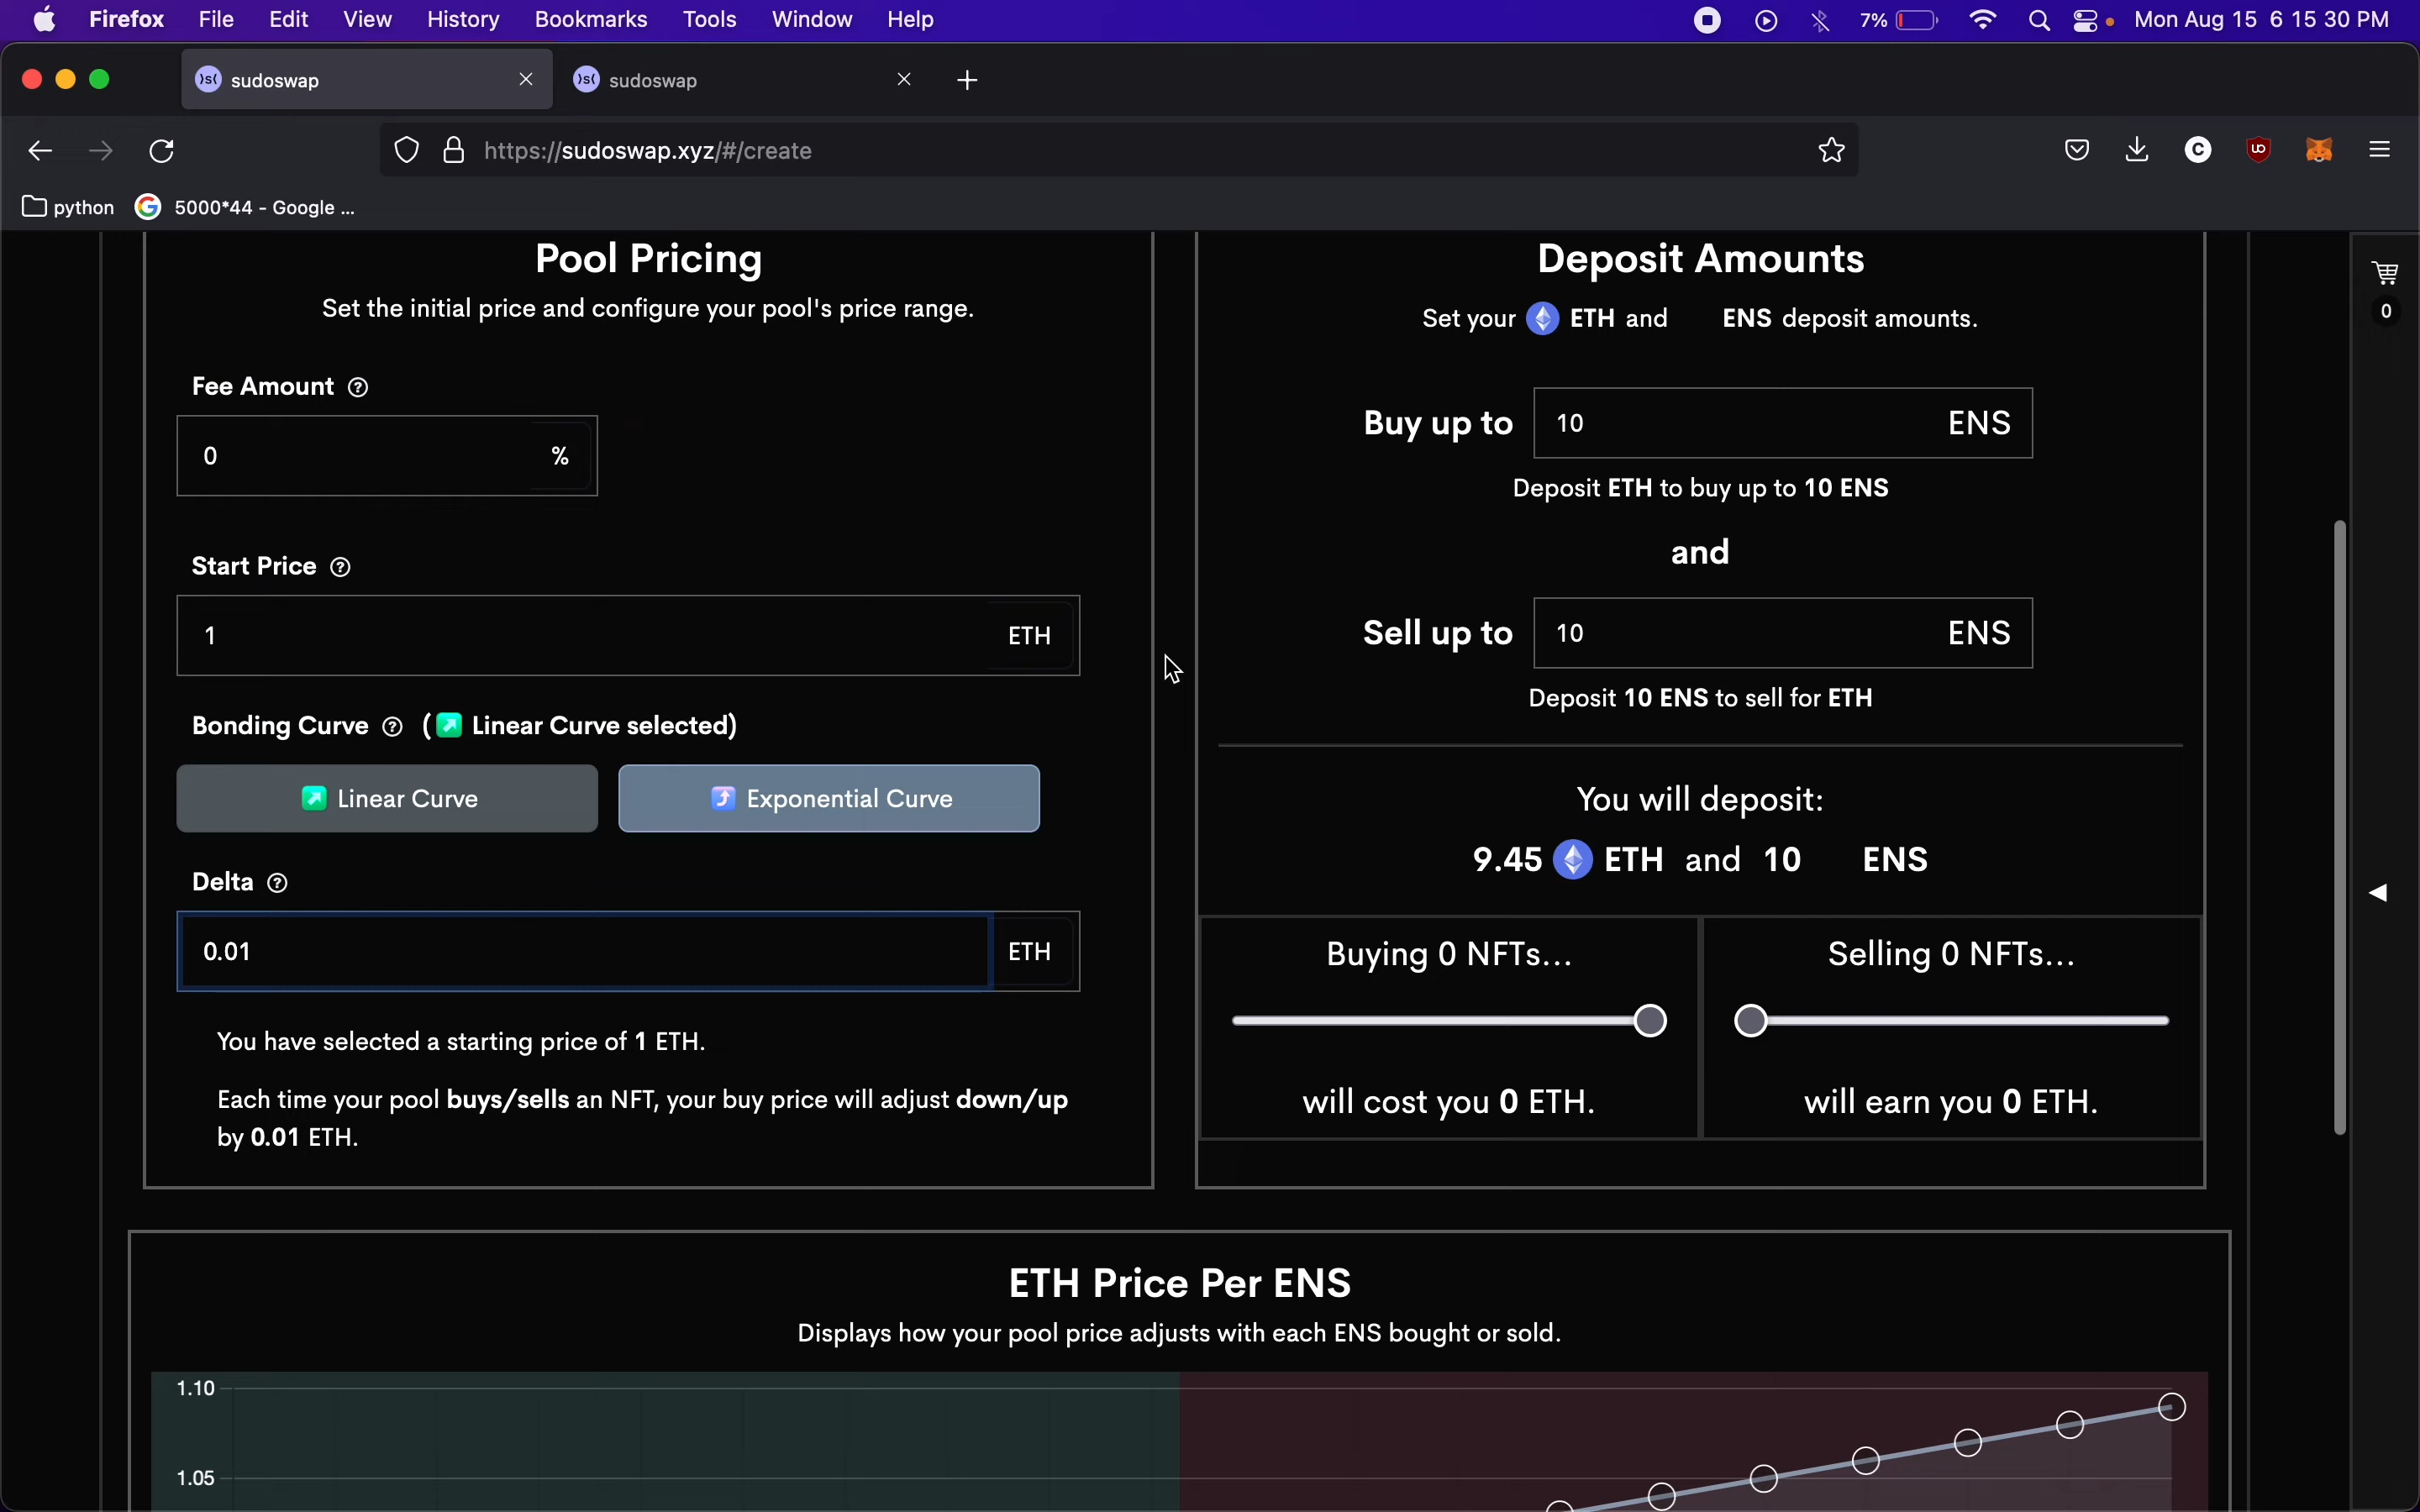 Firefox File Edit View History Bookmarks Tools Window Help 7% Mon Aug 15 6 15 30 PM
)s( sudoswap )s( sudoswap
https://sudoswap.xyz/#/create
python 5000*44 - Google ...
Pool Pricing
Set the initial price and configure your pool's price range.
Fee Amount
0 %
Start Price
1 ETH
Bonding Curve ( Linear Curve selected)
Linear Curve Exponential Curve
Delta
0.01 ETH
You have selected a starting price of 1 ETH.
Each time your pool buys/sells an NFT, your buy price will adjust down/up
by 0.01 ETH.
Deposit Amounts
Set your ETH and ENS deposit amounts.
Buy up to 10 ENS
Deposit ETH to buy up to 10 ENS
and
Sell up to 10 ENS
Deposit 10 ENS to sell for ETH
You will deposit:
9.45 ETH and 10 ENS
Buying 0 NFTs...
will cost you 0 ETH.
Selling 0 NFTs...
will earn you 0 ETH.
0
ETH Price Per ENS
Displays how your pool price adjusts with each ENS bought or sold.
1.10
1.05